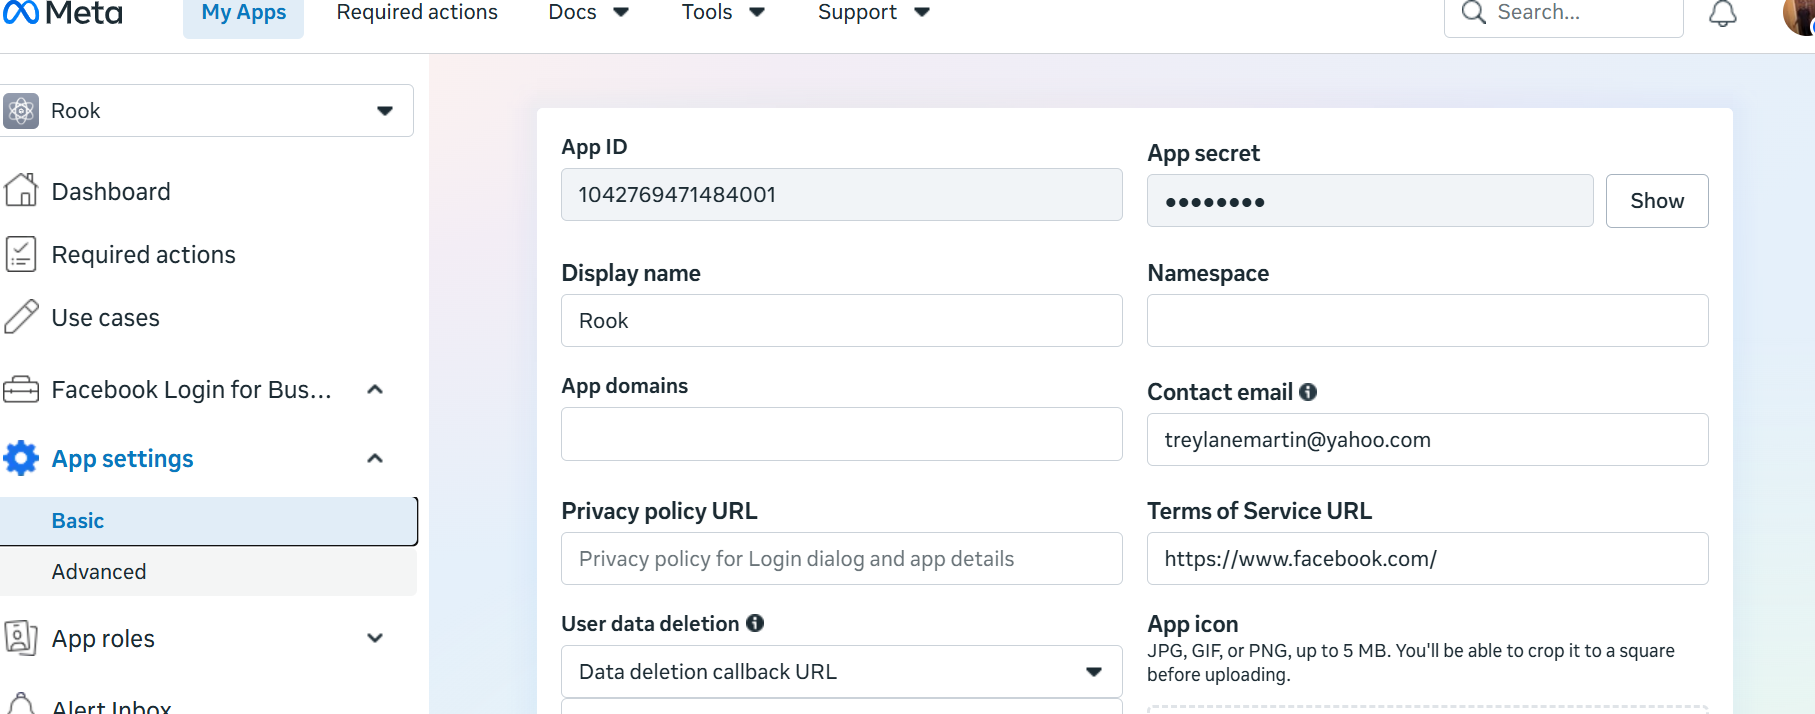 Meta
My Apps
Required actions
Docs
Tools
Support
Search...
Rook
Dashboard
Required actions
Use cases
Facebook Login for Bus...
App settings
Basic
Advanced
App roles
Alert Inbox
App ID
1042769471484001
App secret
••••••••
Show
Display name
Rook
Namespace
App domains
Contact email
treylanemartin@yahoo.com
Privacy policy URL
Privacy policy for Login dialog and app details
Terms of Service URL
https://www.facebook.com/
User data deletion
Data deletion callback URL
App icon
JPG, GIF, or PNG, up to 5 MB. You'll be able to crop it to a square
before uploading.